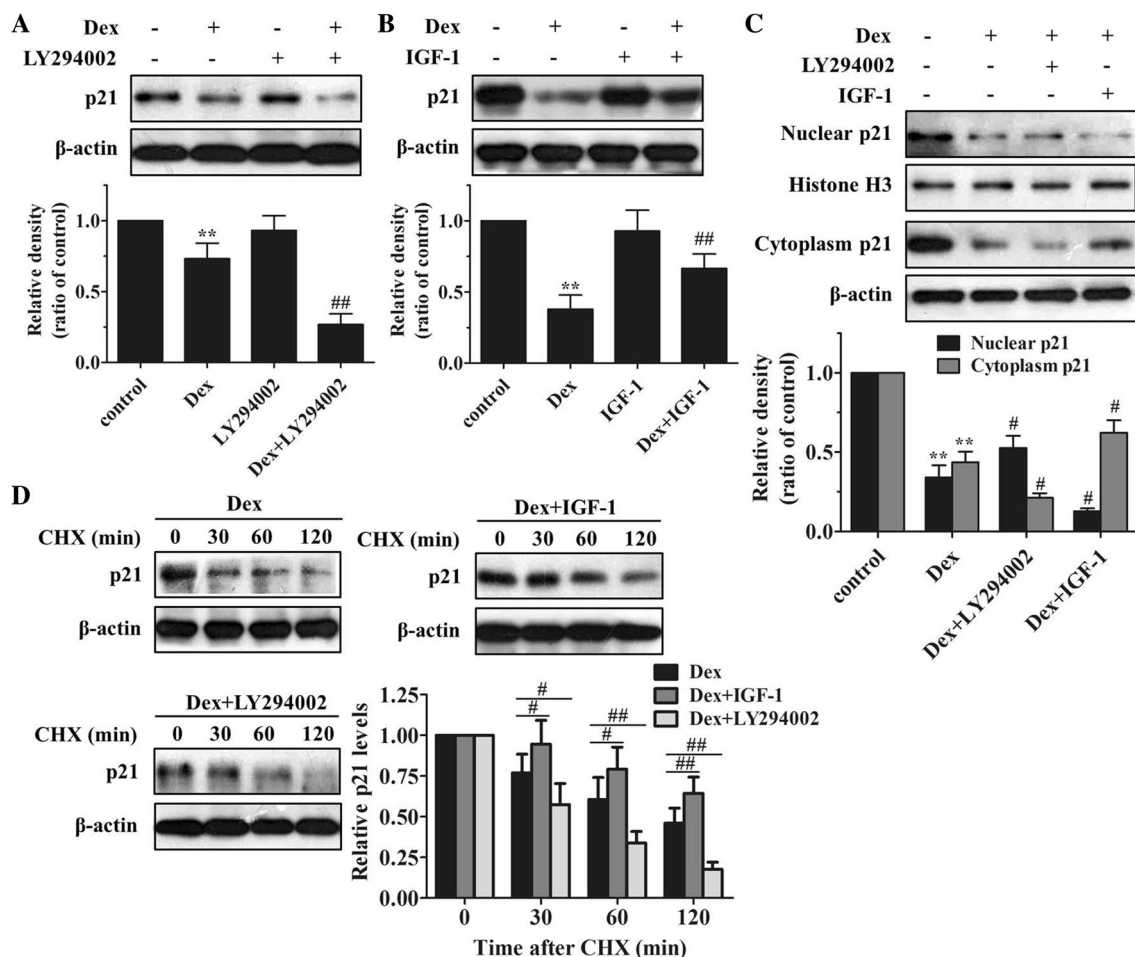 A
Dex - + - +
LY294002 - - + +
p21
β-actin
Relative density
(ratio of control)
1.0
0.5
0.0
**
##
control
Dex
LY294002
Dex+LY294002
B
Dex - + - +
IGF-1 - - + +
p21
β-actin
Relative density
(ratio of control)
1.0
0.5
0.0
**
##
control
Dex
IGF-1
Dex+IGF-1
C
Dex - + + +
LY294002 - - + -
IGF-1 - - - +
Nuclear p21
Histone H3
Cytoplasm p21
β-actin
Nuclear p21
Cytoplasm p21
Relative density
(ratio of control)
1.0
0.5
0.0
** **
# #
# #
control
Dex
Dex+LY294002
Dex+IGF-1
D
Dex
CHX (min) 0 30 60 120
p21
β-actin
Dex+IGF-1
CHX (min) 0 30 60 120
p21
β-actin
Dex+LY294002
CHX (min) 0 30 60 120
p21
β-actin
Dex
Dex+IGF-1
Dex+LY294002
Relative p21 levels
1.25
1.00
0.75
0.50
0.25
0.00
#
#
##
#
##
##
0 30 60 120
Time after CHX (min)